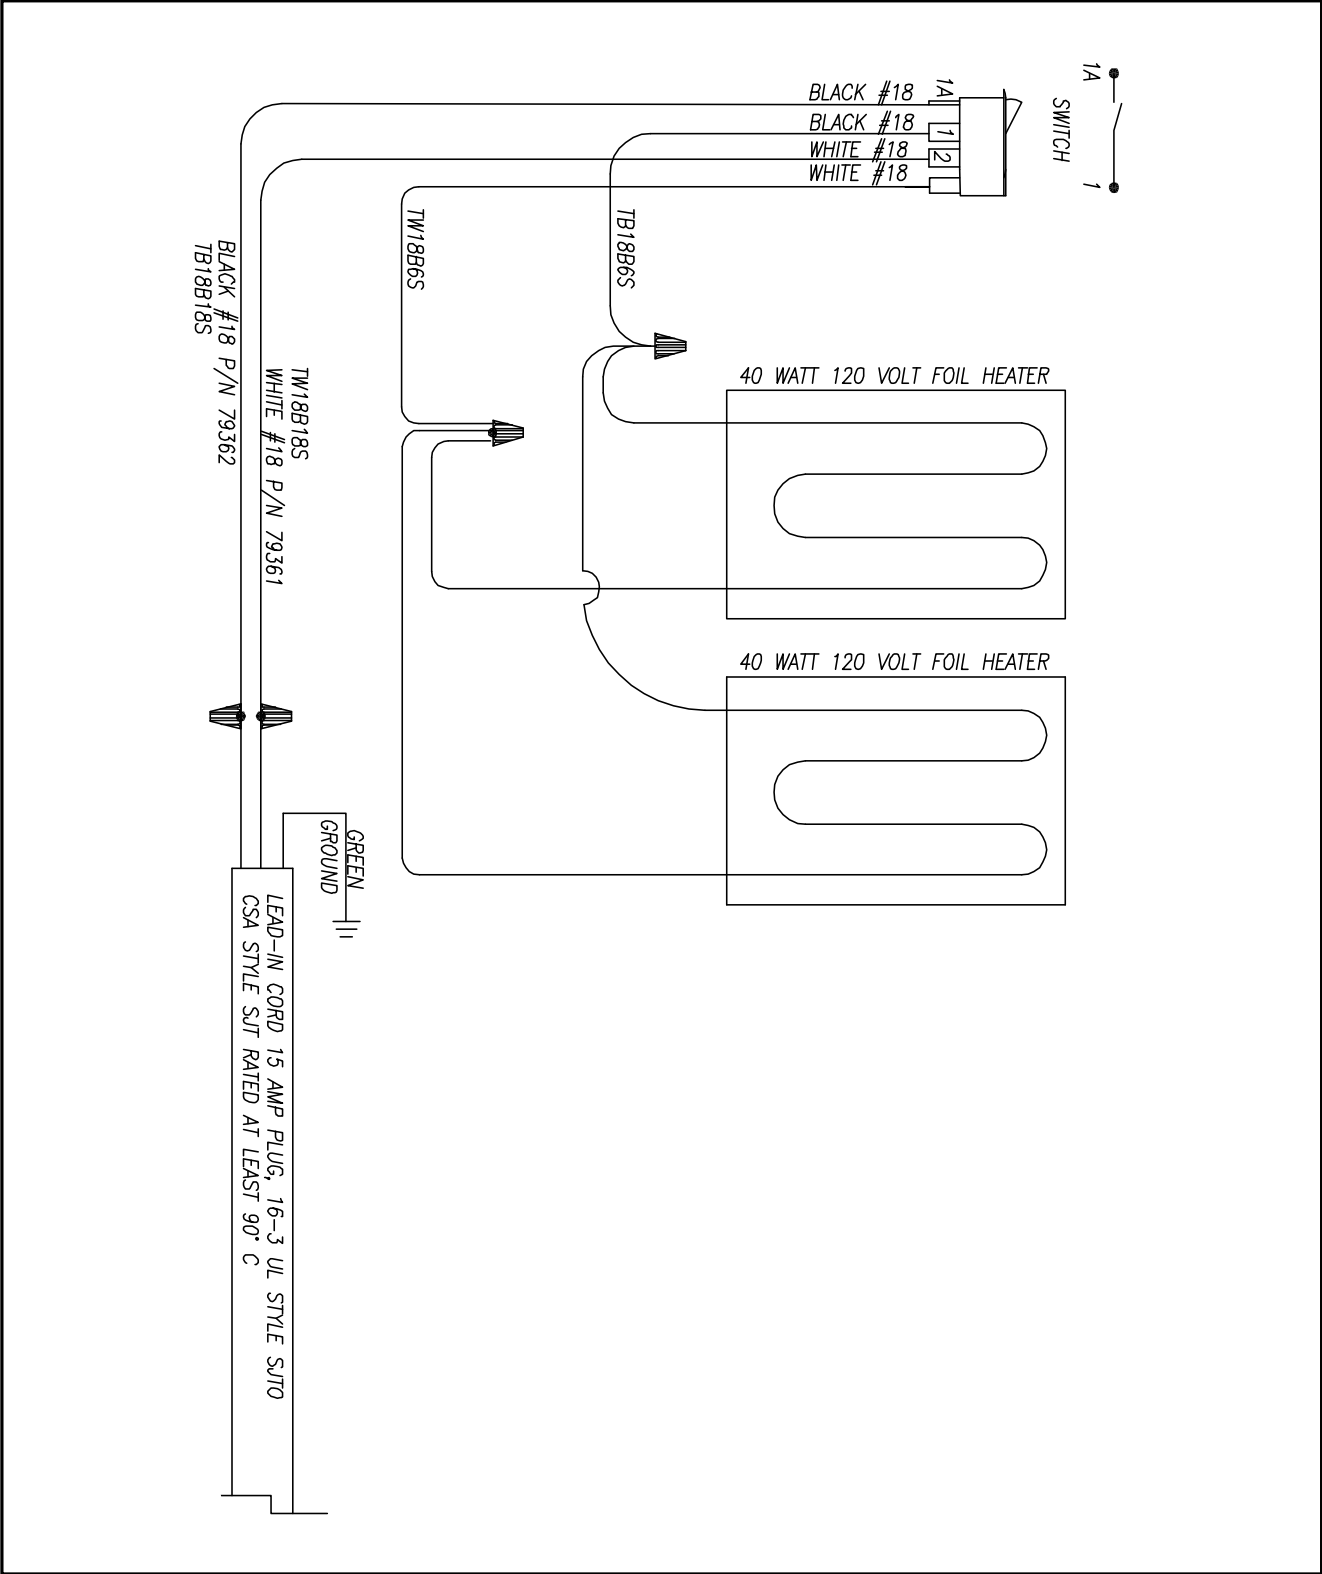 1A
SWITCH
1
BLACK #18
1A
BLACK #18
1
WHITE #18
2
WHITE #18
TW18B6S
TB18B6S
BLACK #18 P/N 79362
TB18B18S
TW18B18S
WHITE #18 P/N 79361
40 WATT 120 VOLT FOIL HEATER
40 WATT 120 VOLT FOIL HEATER
GREEN
GROUND
LEAD-IN CORD 15 AMP PLUG, 16-3 UL STYLE SJTO
CSA STYLE SJT RATED AT LEAST 90° C